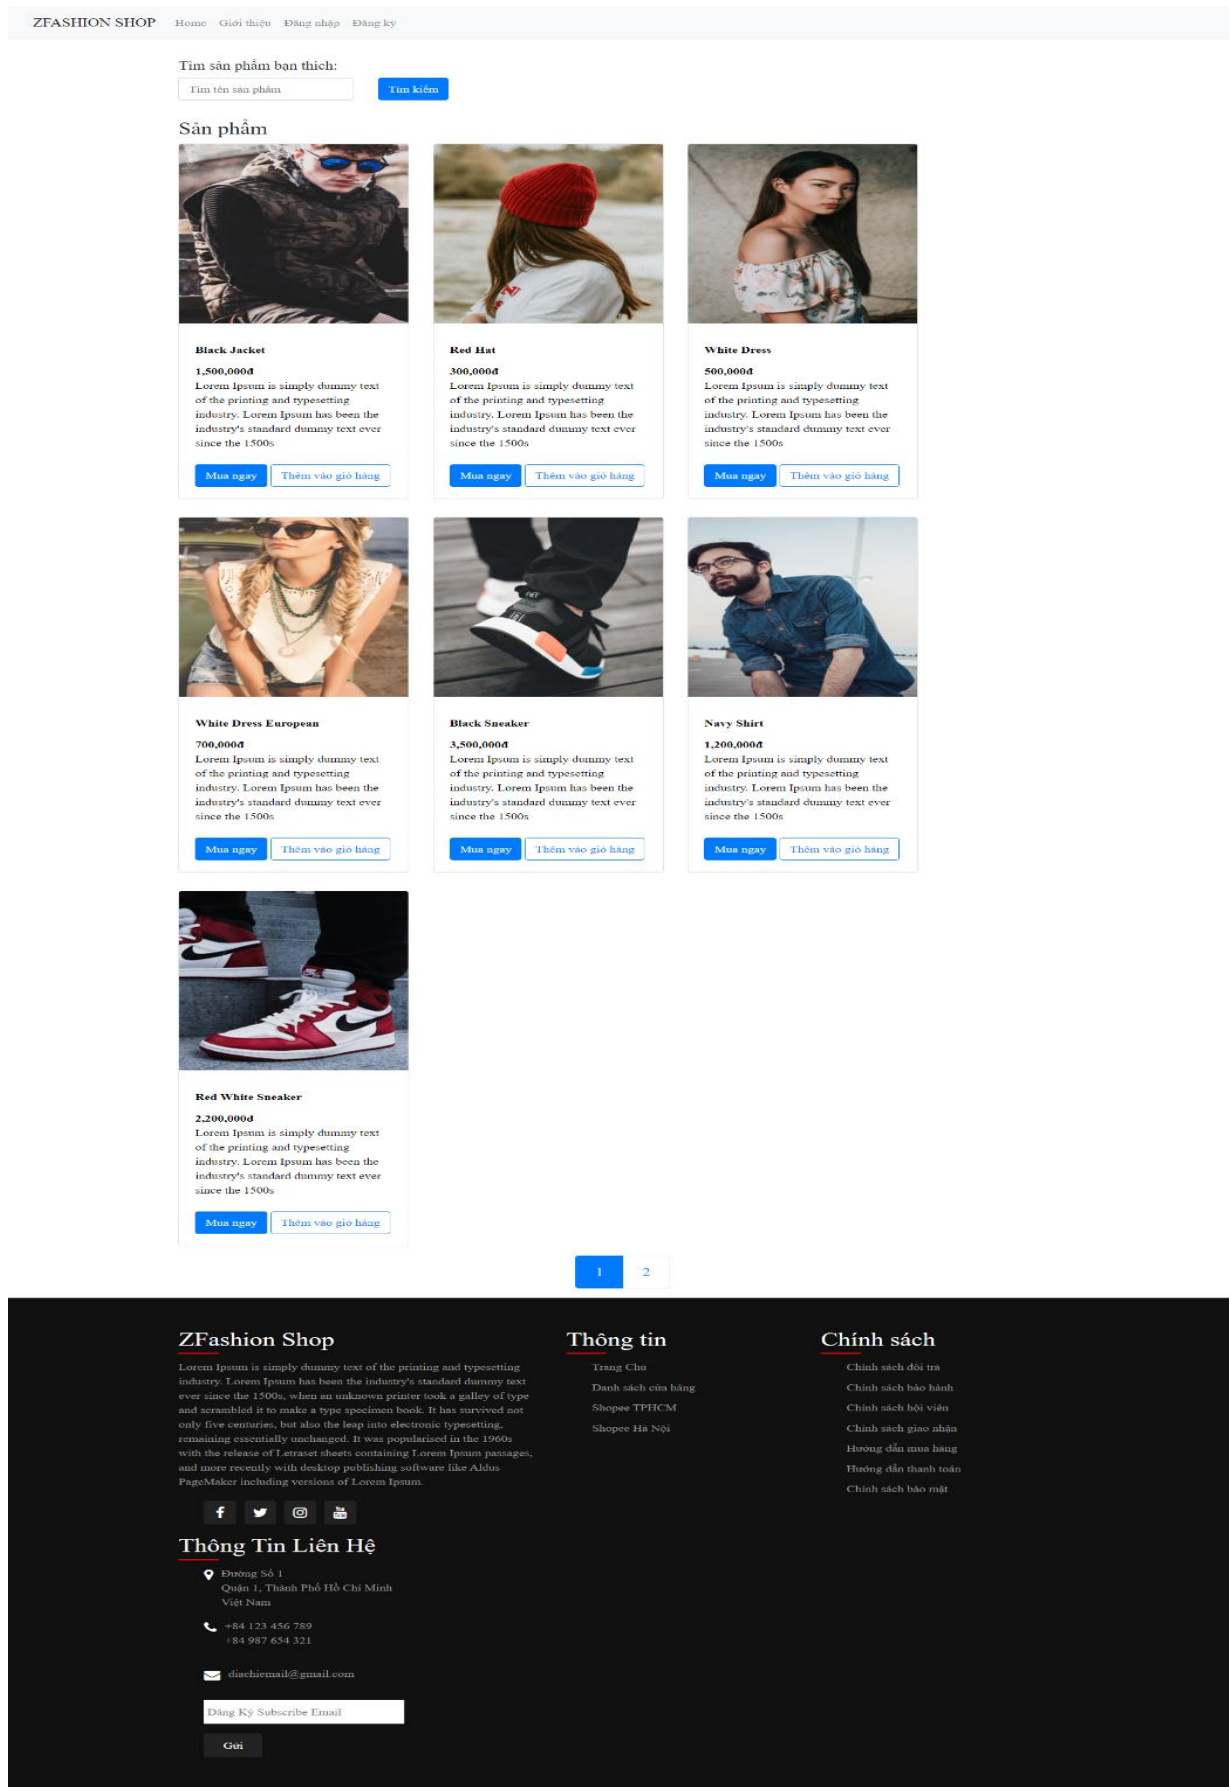 ZFASHION SHOP Home Giới thiệu Đăng nhập Đăng ký
Tìm sản phẩm bạn thích:
Tìm tên sản phẩm Tìm kiếm
Sản phẩm
Black Jacket
1,500,000đ
Lorem Ipsum is simply dummy text
of the printing and typesetting
industry. Lorem Ipsum has been the
industry's standard dummy text ever
since the 1500s
Mua ngay Thêm vào giỏ hàng
Red Hat
300,000đ
Lorem Ipsum is simply dummy text
of the printing and typesetting
industry. Lorem Ipsum has been the
industry's standard dummy text ever
since the 1500s
Mua ngay Thêm vào giỏ hàng
White Dress
500,000đ
Lorem Ipsum is simply dummy text
of the printing and typesetting
industry. Lorem Ipsum has been the
industry's standard dummy text ever
since the 1500s
Mua ngay Thêm vào giỏ hàng
White Dress European
700,000đ
Lorem Ipsum is simply dummy text
of the printing and typesetting
industry. Lorem Ipsum has been the
industry's standard dummy text ever
since the 1500s
Mua ngay Thêm vào giỏ hàng
Black Sneaker
3,500,000đ
Lorem Ipsum is simply dummy text
of the printing and typesetting
industry. Lorem Ipsum has been the
industry's standard dummy text ever
since the 1500s
Mua ngay Thêm vào giỏ hàng
Navy Shirt
1,200,000đ
Lorem Ipsum is simply dummy text
of the printing and typesetting
industry. Lorem Ipsum has been the
industry's standard dummy text ever
since the 1500s
Mua ngay Thêm vào giỏ hàng
Red White Sneaker
2,200,000đ
Lorem Ipsum is simply dummy text
of the printing and typesetting
industry. Lorem Ipsum has been the
industry's standard dummy text ever
since the 1500s
Mua ngay Thêm vào giỏ hàng
1 2
ZFashion Shop
Lorem Ipsum is simply dummy text of the printing and typesetting
industry. Lorem Ipsum has been the industry's standard dummy text
ever since the 1500s, when an unknown printer took a galley of type
and scrambled it to make a type specimen book. It has survived not
only five centuries, but also the leap into electronic typesetting,
remaining essentially unchanged. It was popularised in the 1960s
with the release of Letraset sheets containing Lorem Ipsum passages,
and more recently with desktop publishing software like Aldus
PageMaker including versions of Lorem Ipsum.
You Tube
Thông tin
Trang Chủ
Danh sách cửa hàng
Shopee TPHCM
Shopee Hà Nội
Chính sách
Chính sách đổi trả
Chính sách bảo hành
Chính sách hội viên
Chính sách giao nhận
Hướng dẫn mua hàng
Hướng dẫn thanh toán
Chính sách bảo mật
Thông Tin Liên Hệ
Đường Số 1
Quận 1, Thành Phố Hồ Chí Minh
Việt Nam
+84 123 456 789
+84 987 654 321
diachiemail@gmail.com
Đăng Ký Subscribe Email
Gửi